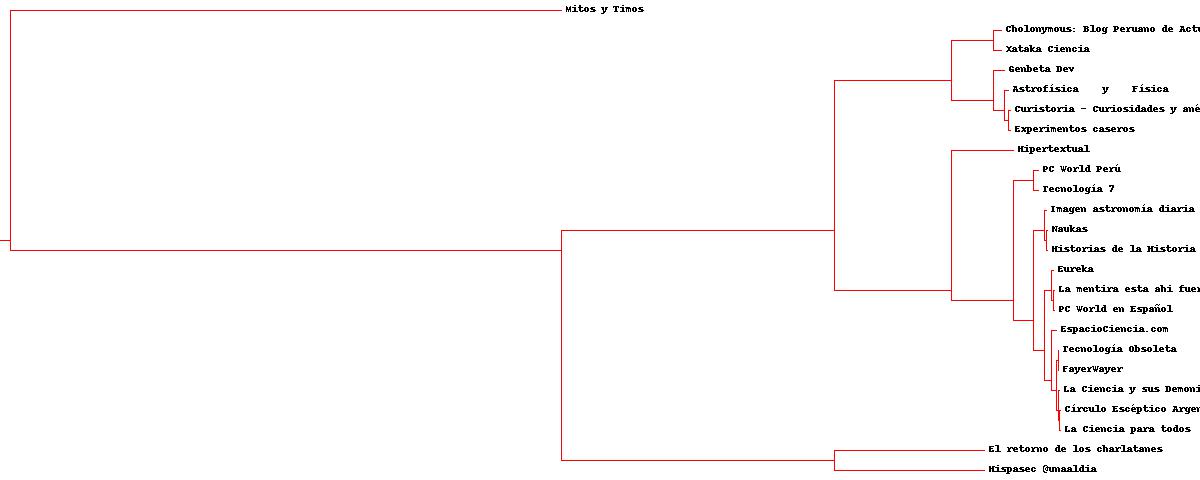 Mitos y Timos
Cholonymous: Blog Peruano de Actu
Xataka Ciencia
Genbeta Dev
Astrofísica y Física
Curistoria - Curiosidades y ané
Experimentos caseros
Hipertextual
PC World Perú
Tecnología 7
Imagen astronomía diaria
Naukas
Historias de la Historia
Eureka
La mentira esta ahi fuer
PC World en Español
EspacioCiencia.com
Tecnología Obsoleta
FayerWayer
La Ciencia y sus Demoni
Círculo Escéptico Argen
La Ciencia para todos
El retorno de los charlatanes
Hispasec @unaaldia